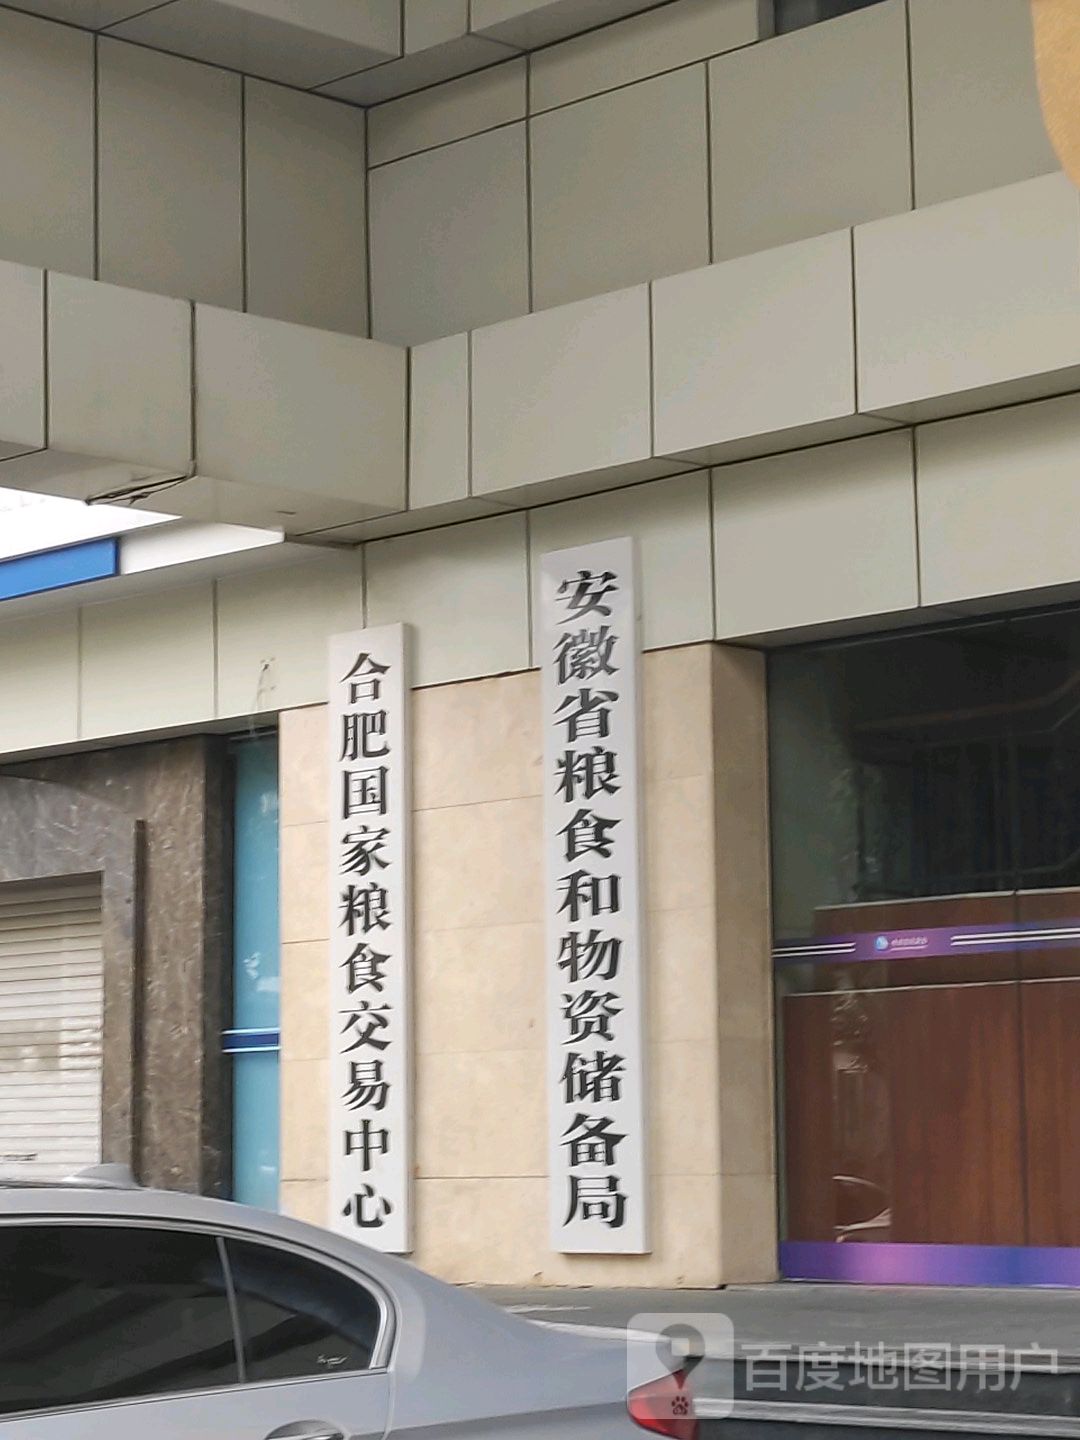 安徽省粮食和物资储备局
合肥国家粮食交易中心
百度地图用户